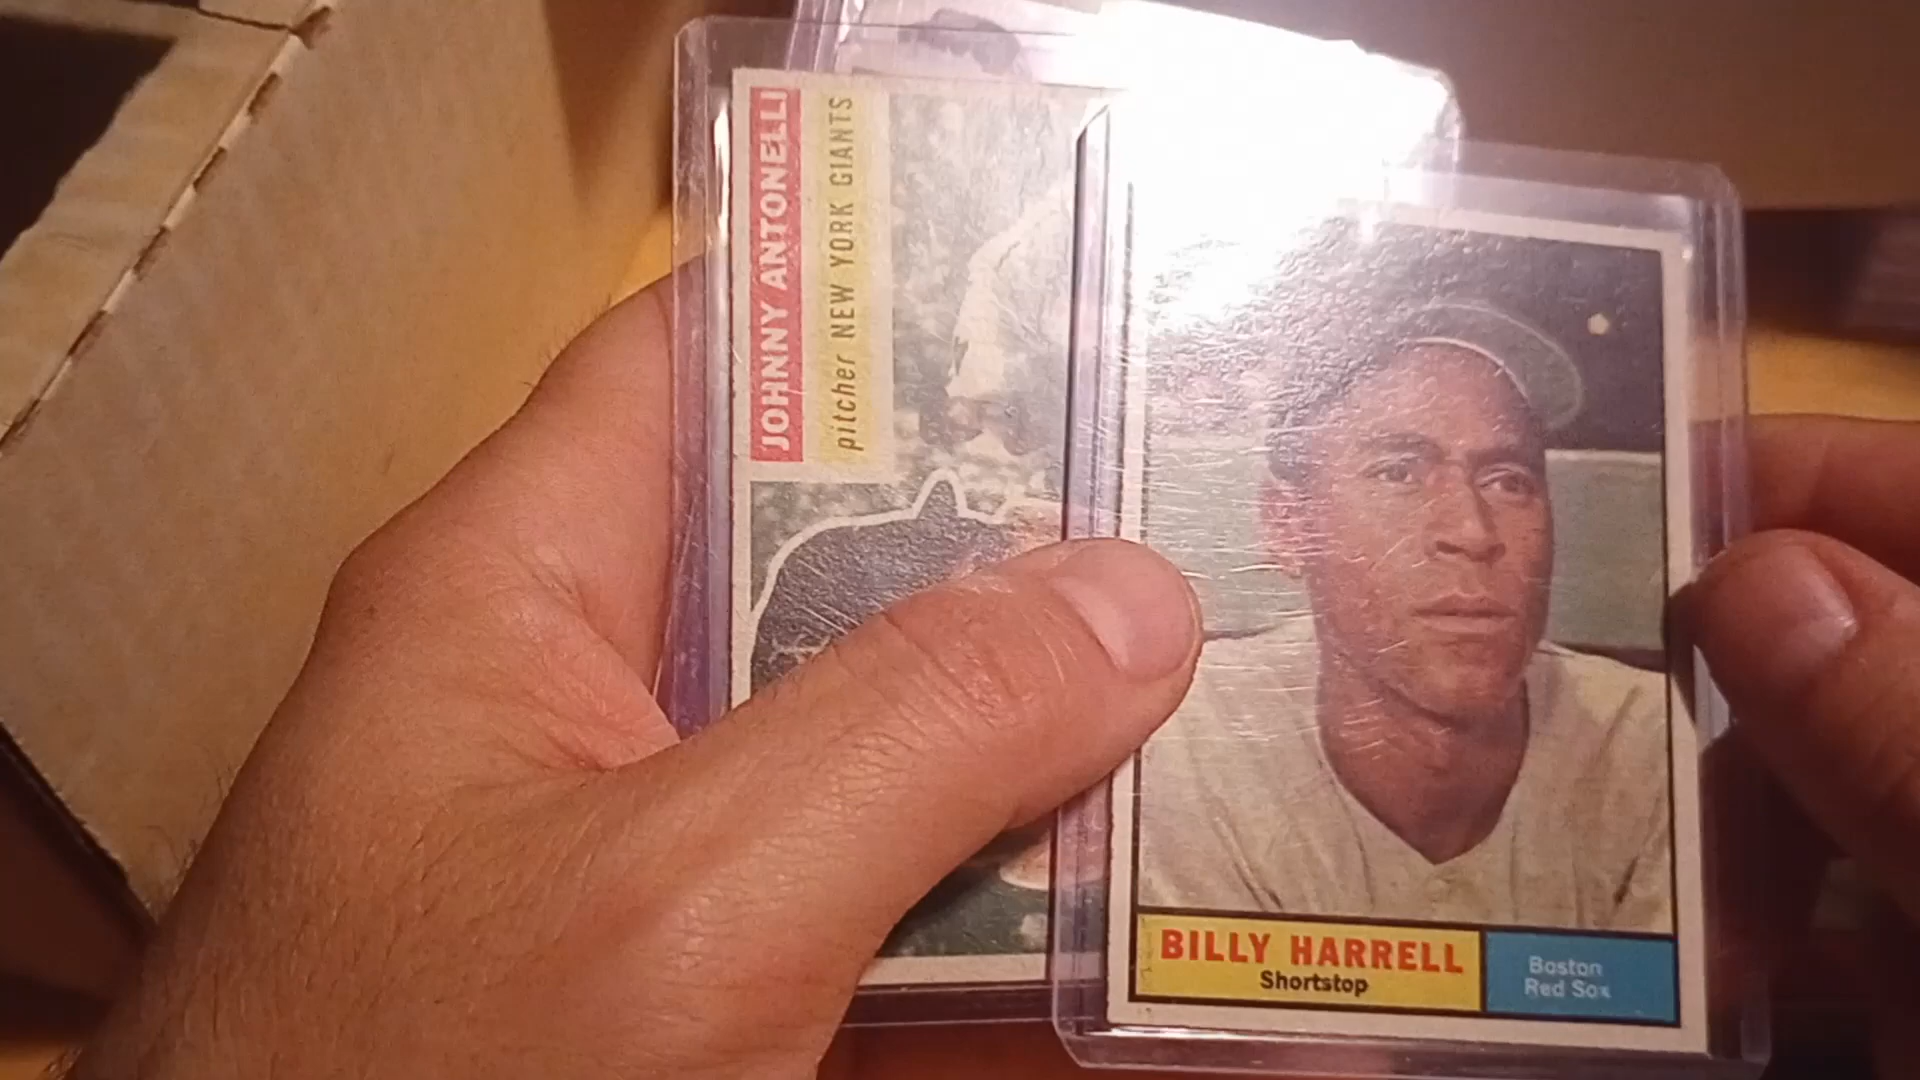 JOHNNY ANTONELLI
pitcher NEW YORK GIANTS
BILLY HARRELL
Shortstop
Boston
Red Sox